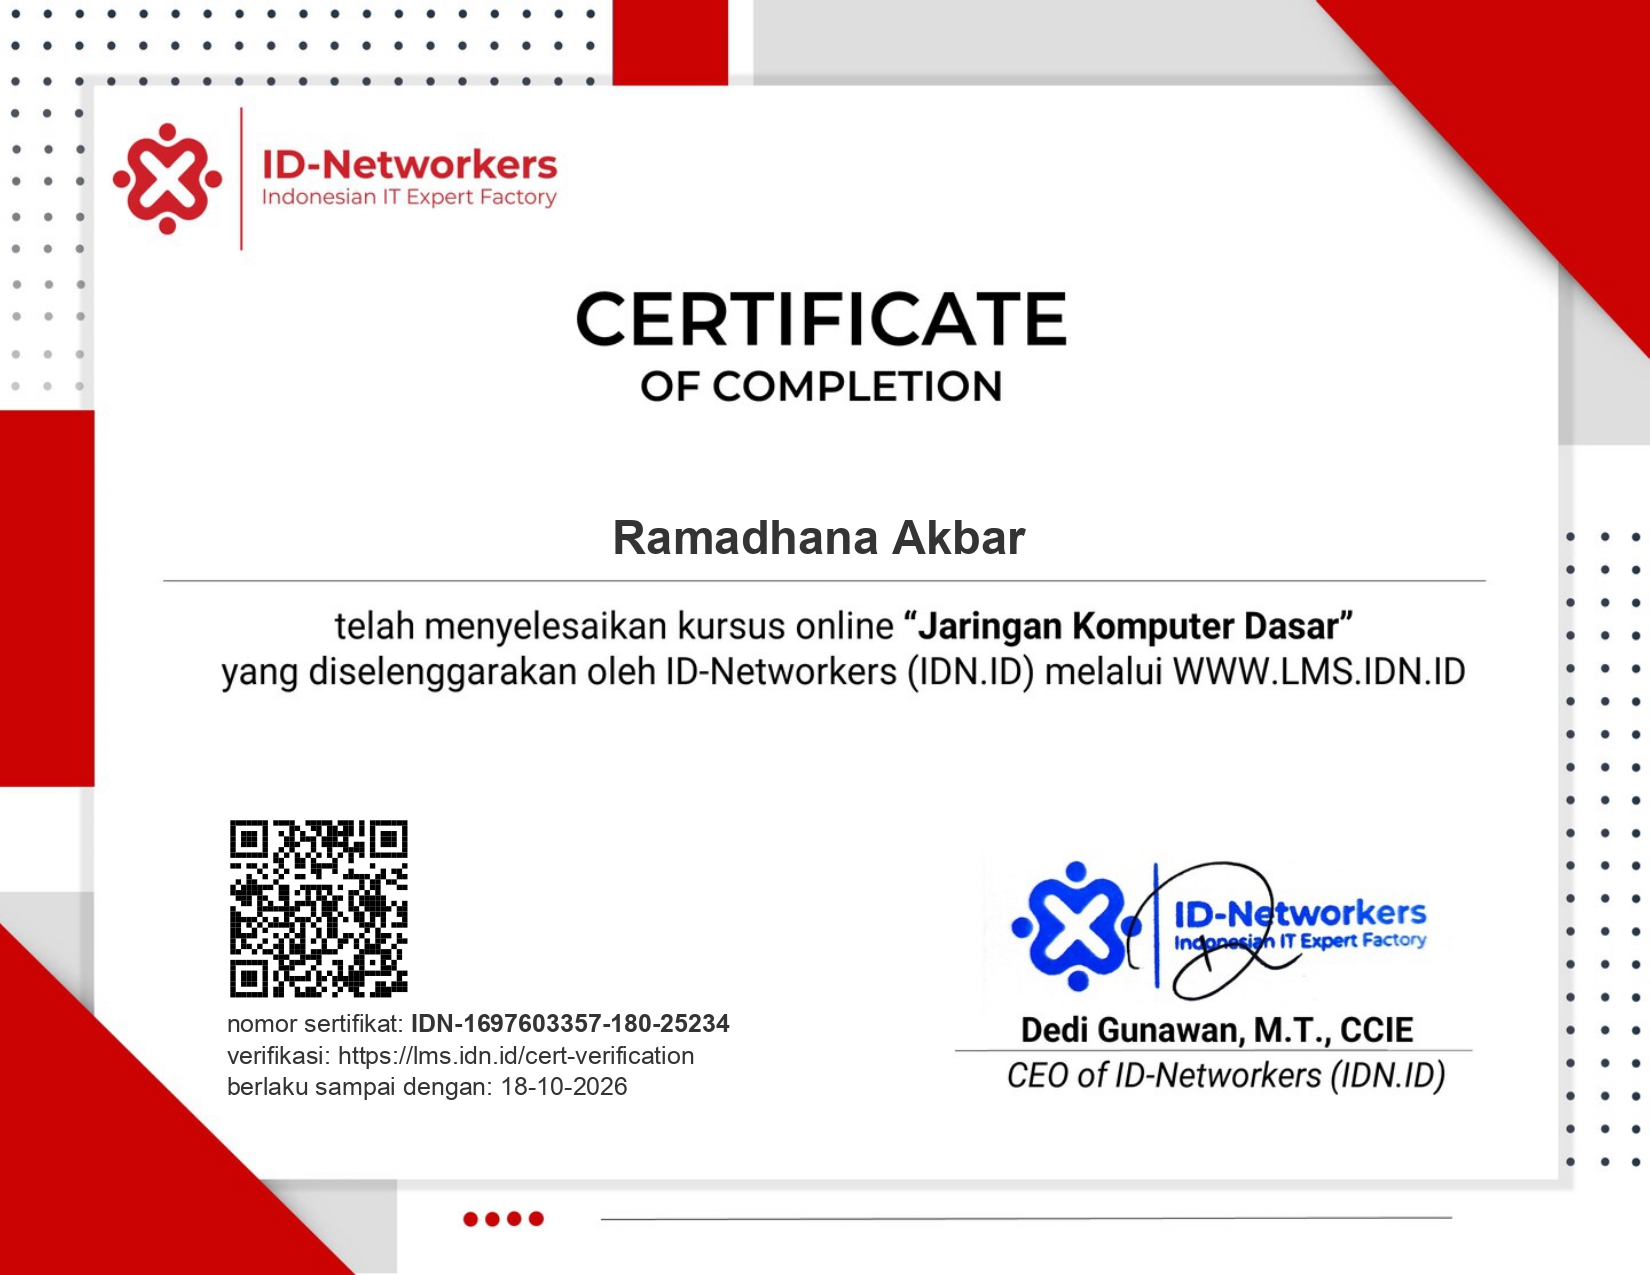 ID-Networkers
Indonesian IT Expert Factory
CERTIFICATE
OF COMPLETION
Ramadhana Akbar
telah menyelesaikan kursus online “Jaringan Komputer Dasar”
yang diselenggarakan oleh ID-Networkers (IDN.ID) melalui WWW.LMS.IDN.ID
nomor sertifikat: IDN-1697603357-180-25234
verifikasi: https://lms.idn.id/cert-verification
berlaku sampai dengan: 18-10-2026
ID-Networkers
Indonesian IT Expert Factory
Dedi Gunawan, M.T., CCIE
CEO of ID-Networkers (IDN.ID)